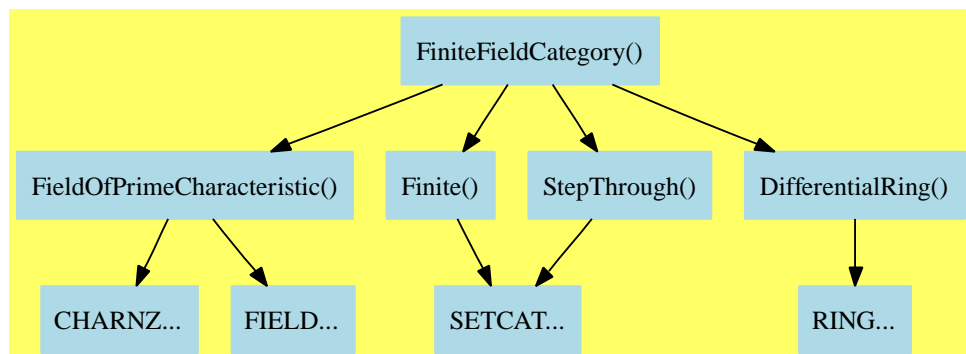 FiniteFieldCategory()
FieldOfPrimeCharacteristic()
Finite()
StepThrough()
DifferentialRing()
CHARNZ...
FIELD...
SETCAT...
RING...